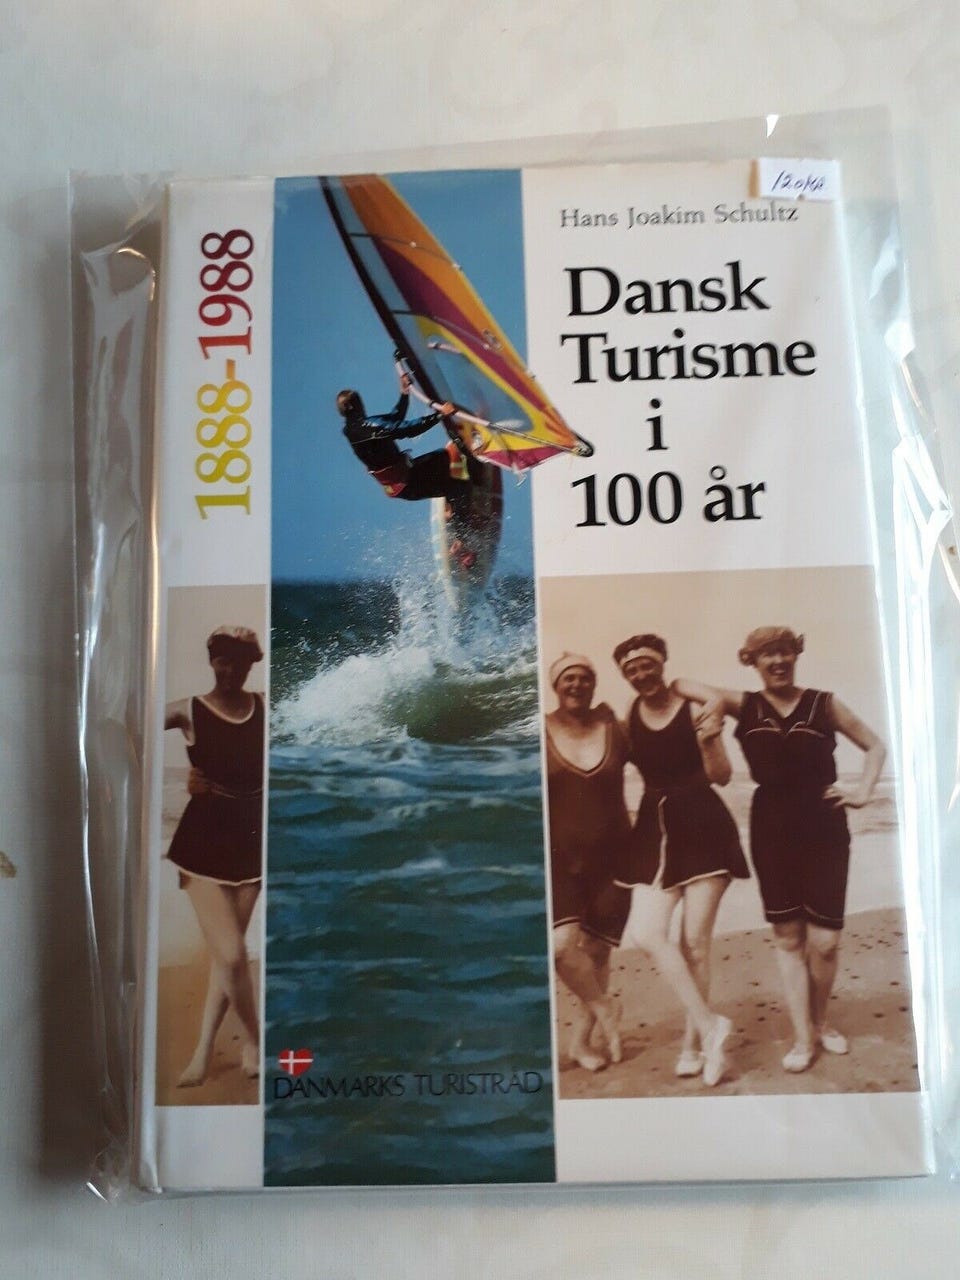 Hans Joakim Schultz
Dansk
Turisme
i
100 år
1888-1988
DANMARKS TURISTRÅD